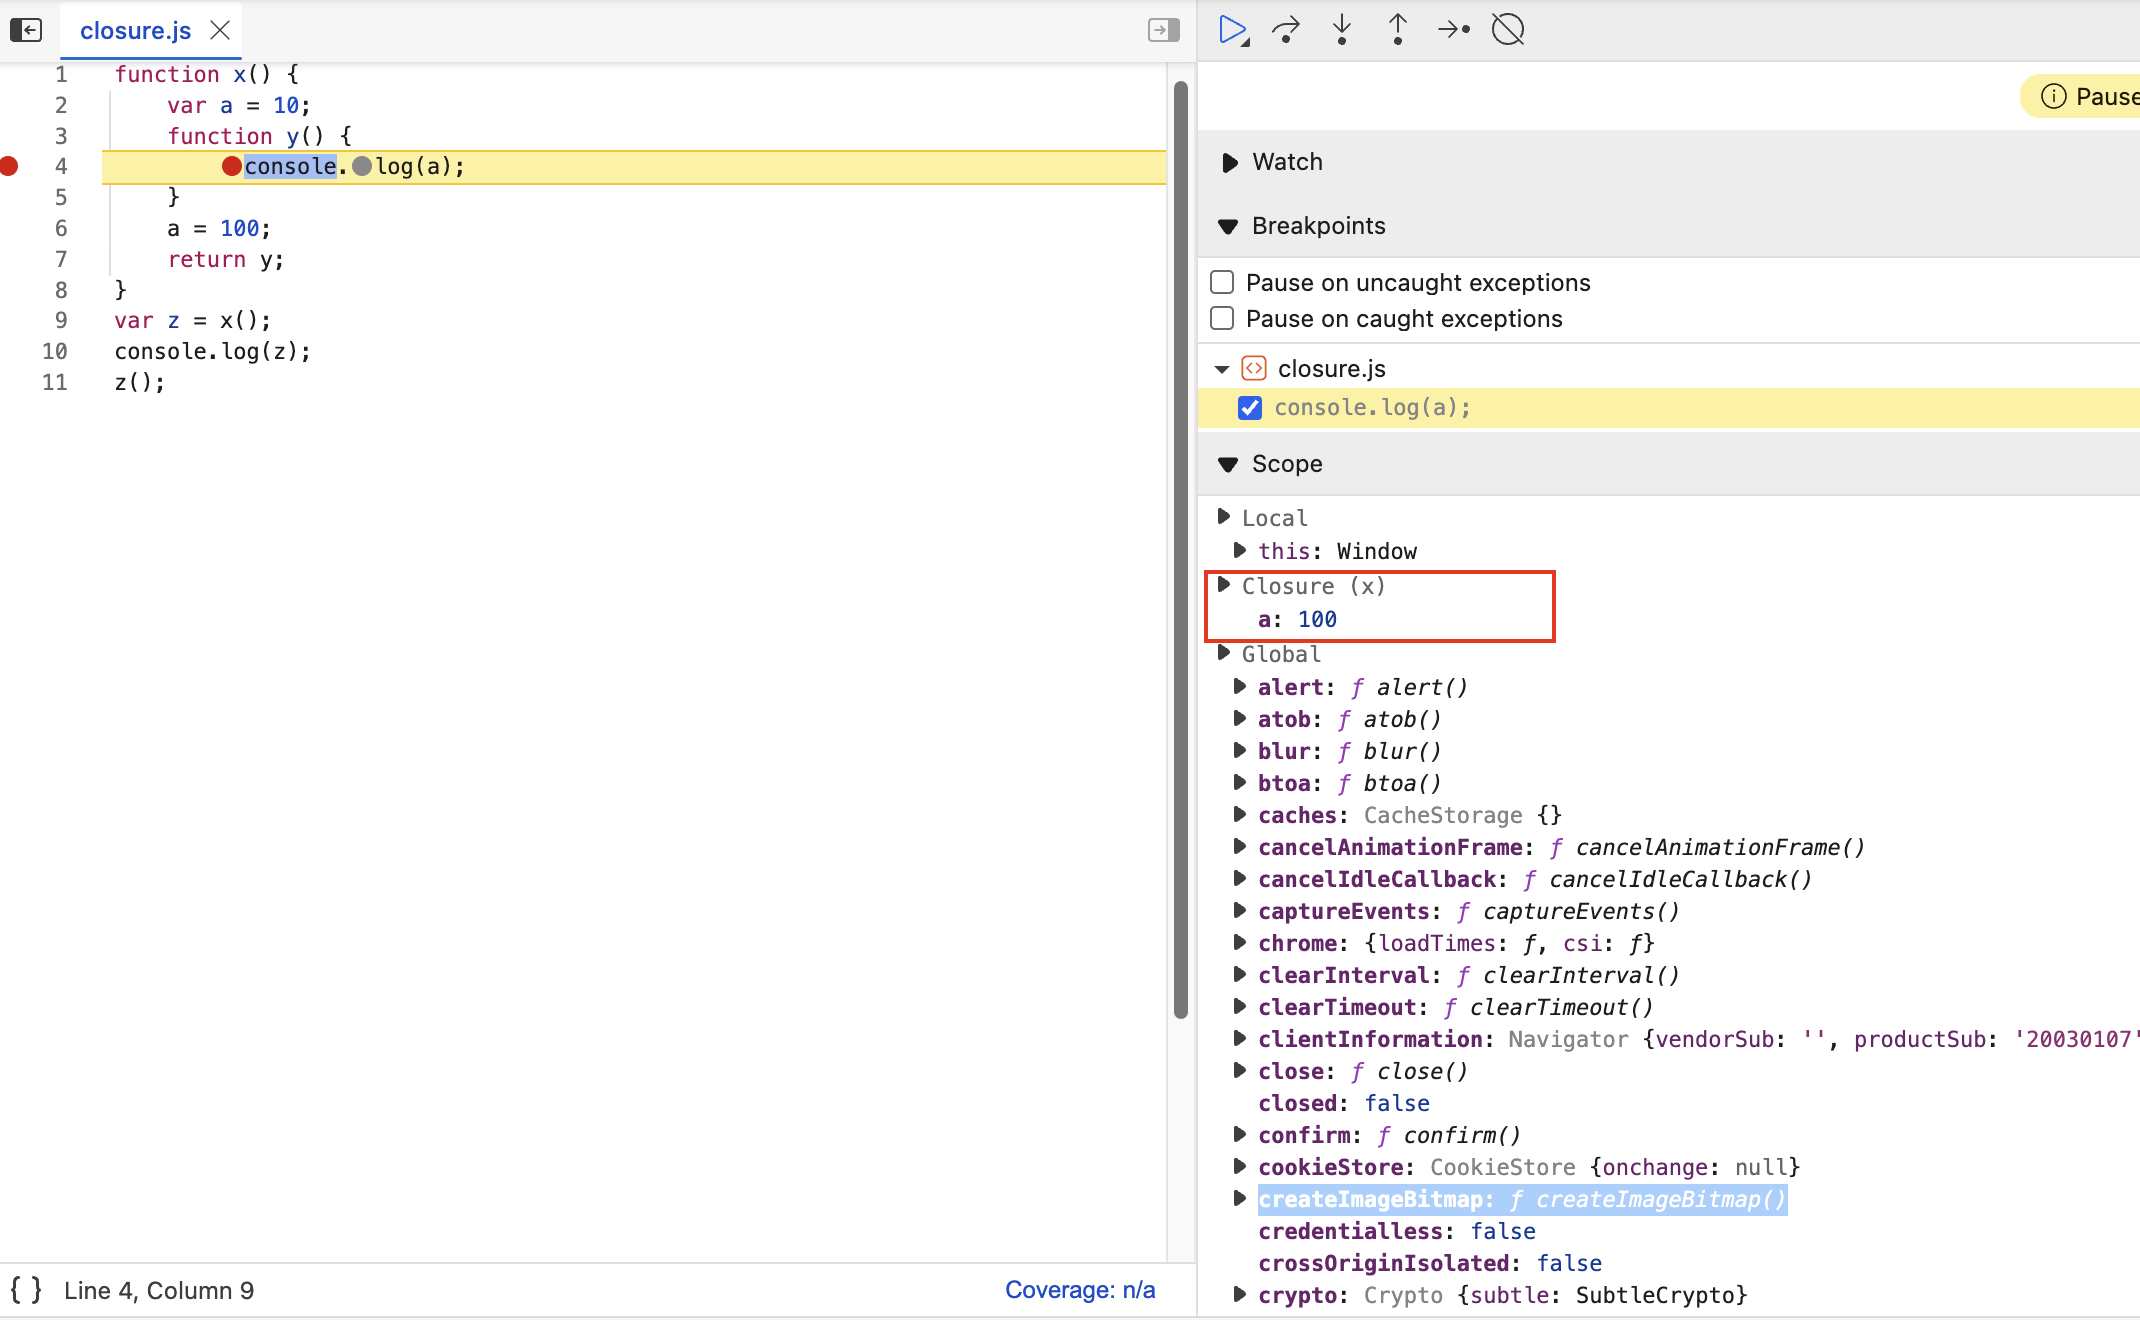 closure.js
1 function x() {
2 var a = 10;
3 function y() {
4 console.log(a);
5 }
6 a = 100;
7 return y;
8 }
9 var z = x();
10 console.log(z);
11 z();
{ } Line 4, Column 9
Coverage: n/a
Pause
Watch
Breakpoints
Pause on uncaught exceptions
Pause on caught exceptions
closure.js
console.log(a);
Scope
Local
this: Window
Closure (x)
a: 100
Global
alert: ƒ alert()
atob: ƒ atob()
blur: ƒ blur()
btoa: ƒ btoa()
caches: CacheStorage {}
cancelAnimationFrame: ƒ cancelAnimationFrame()
cancelIdleCallback: ƒ cancelIdleCallback()
captureEvents: ƒ captureEvents()
chrome: {loadTimes: ƒ, csi: ƒ}
clearInterval: ƒ clearInterval()
clearTimeout: ƒ clearTimeout()
clientInformation: Navigator {vendorSub: '', productSub: '20030107'
close: ƒ close()
closed: false
confirm: ƒ confirm()
cookieStore: CookieStore {onchange: null}
createImageBitmap: ƒ createImageBitmap()
credentialless: false
crossOriginIsolated: false
crypto: Crypto {subtle: SubtleCrypto}